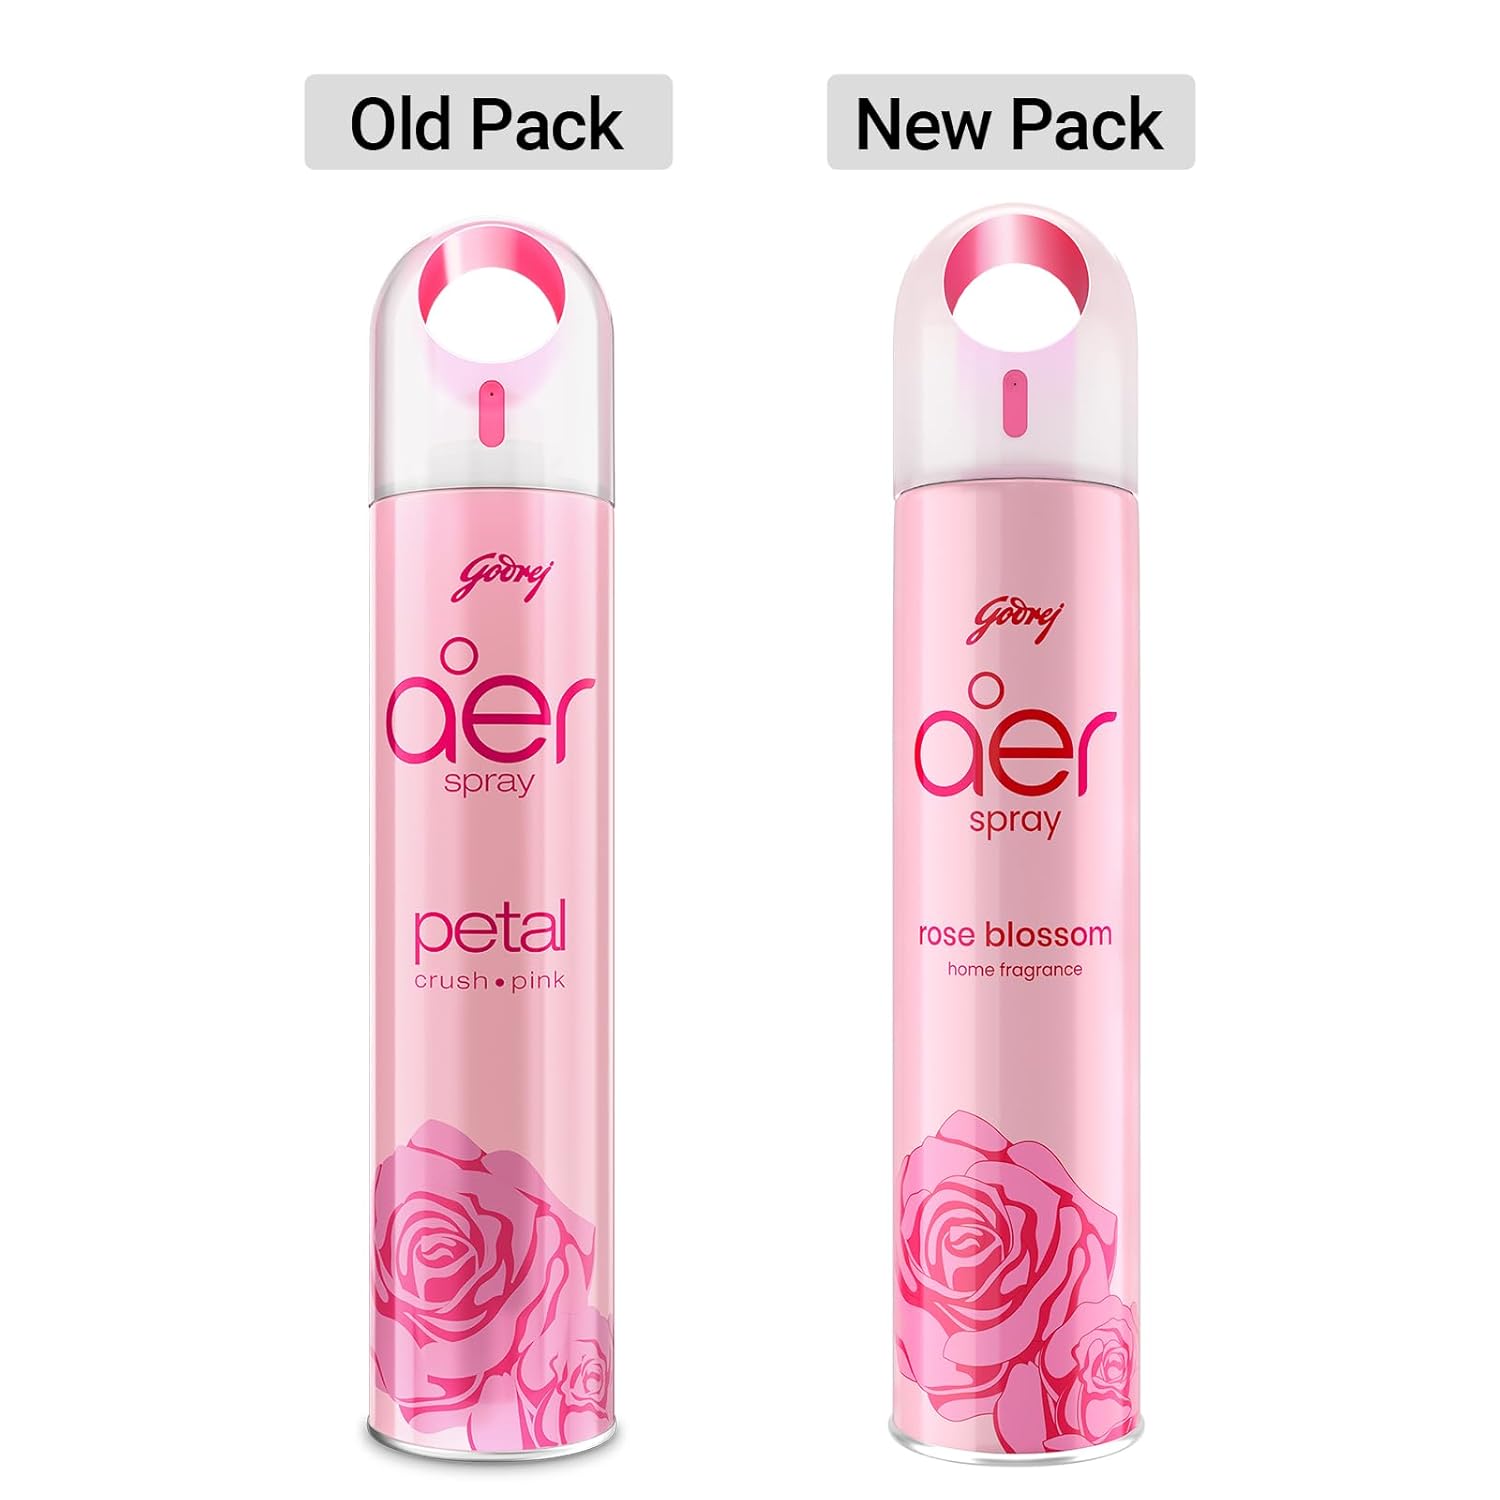 Old Pack
New Pack
Godrej
aer
spray
petal
crush • pink
Godrej
aer
spray
rose blossom
home fragrance